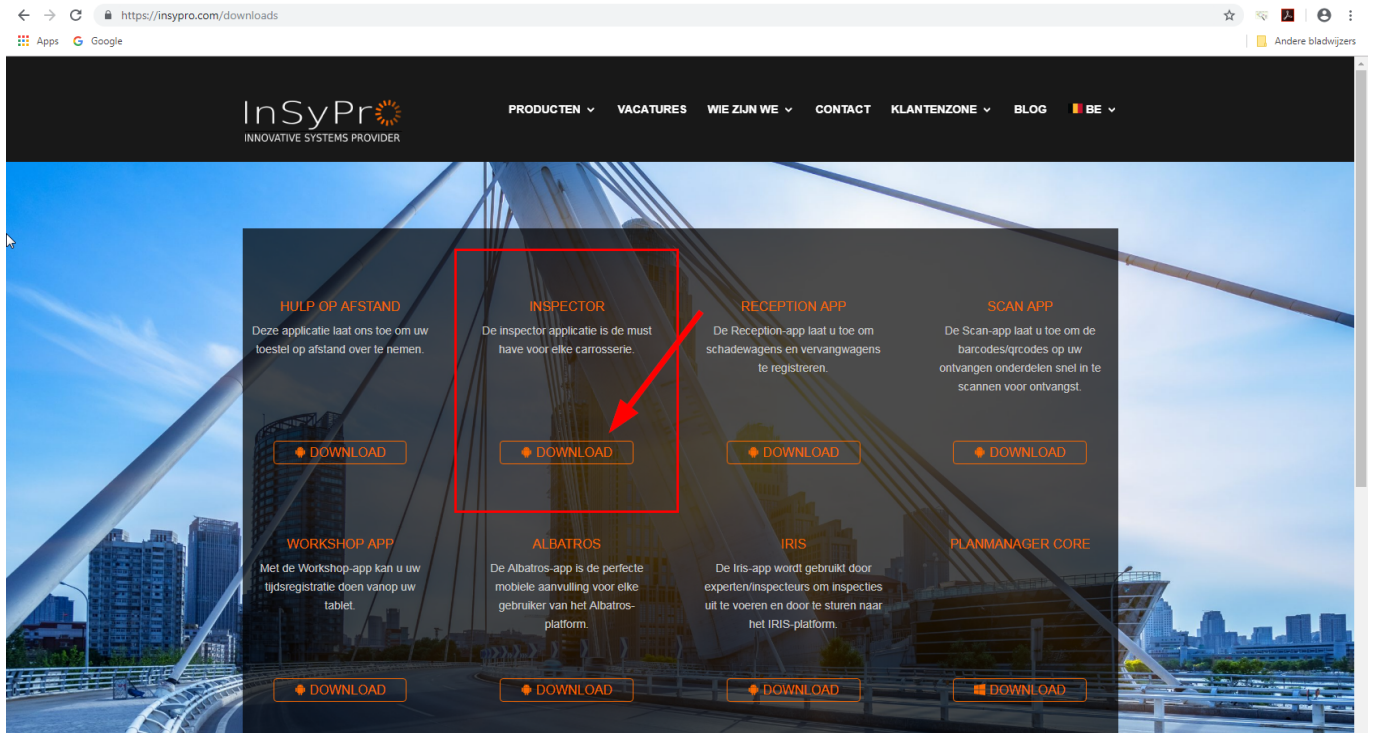 https://insypro.com/downloads
Apps Google Andere bladwijzers
InSyPro
INNOVATIVE SYSTEMS PROVIDER
PRODUCTEN VACATURES WIE ZIJN WE CONTACT KLANTENZONE BLOG BE
HULP OP AFSTAND
Deze applicatie laat ons toe om uw
toestel op afstand over te nemen.
DOWNLOAD
INSPECTOR
De inspector applicatie is de must
have voor elke carrosserie.
DOWNLOAD
RECEPTION APP
De Reception-app laat u toe om
schadewagens en vervangwagens
te registreren.
DOWNLOAD
SCAN APP
De Scan-app laat u toe om de
barcodes/qrcodes op uw
ontvangen onderdelen snel in te
scannen voor ontvangst.
DOWNLOAD
WORKSHOP APP
Met de Workshop-app kan u uw
tijdsregistratie doen vanop uw
tablet.
DOWNLOAD
ALBATROS
De Albatros-app is de perfecte
mobiele aanvulling voor elke
gebruiker van het Albatros-
platform.
DOWNLOAD
IRIS
De Iris-app wordt gebruikt door
experten/inspecteurs om inspecties
uit te voeren en door te sturen naar
het IRIS-platform.
DOWNLOAD
PLANMANAGER CORE
DOWNLOAD